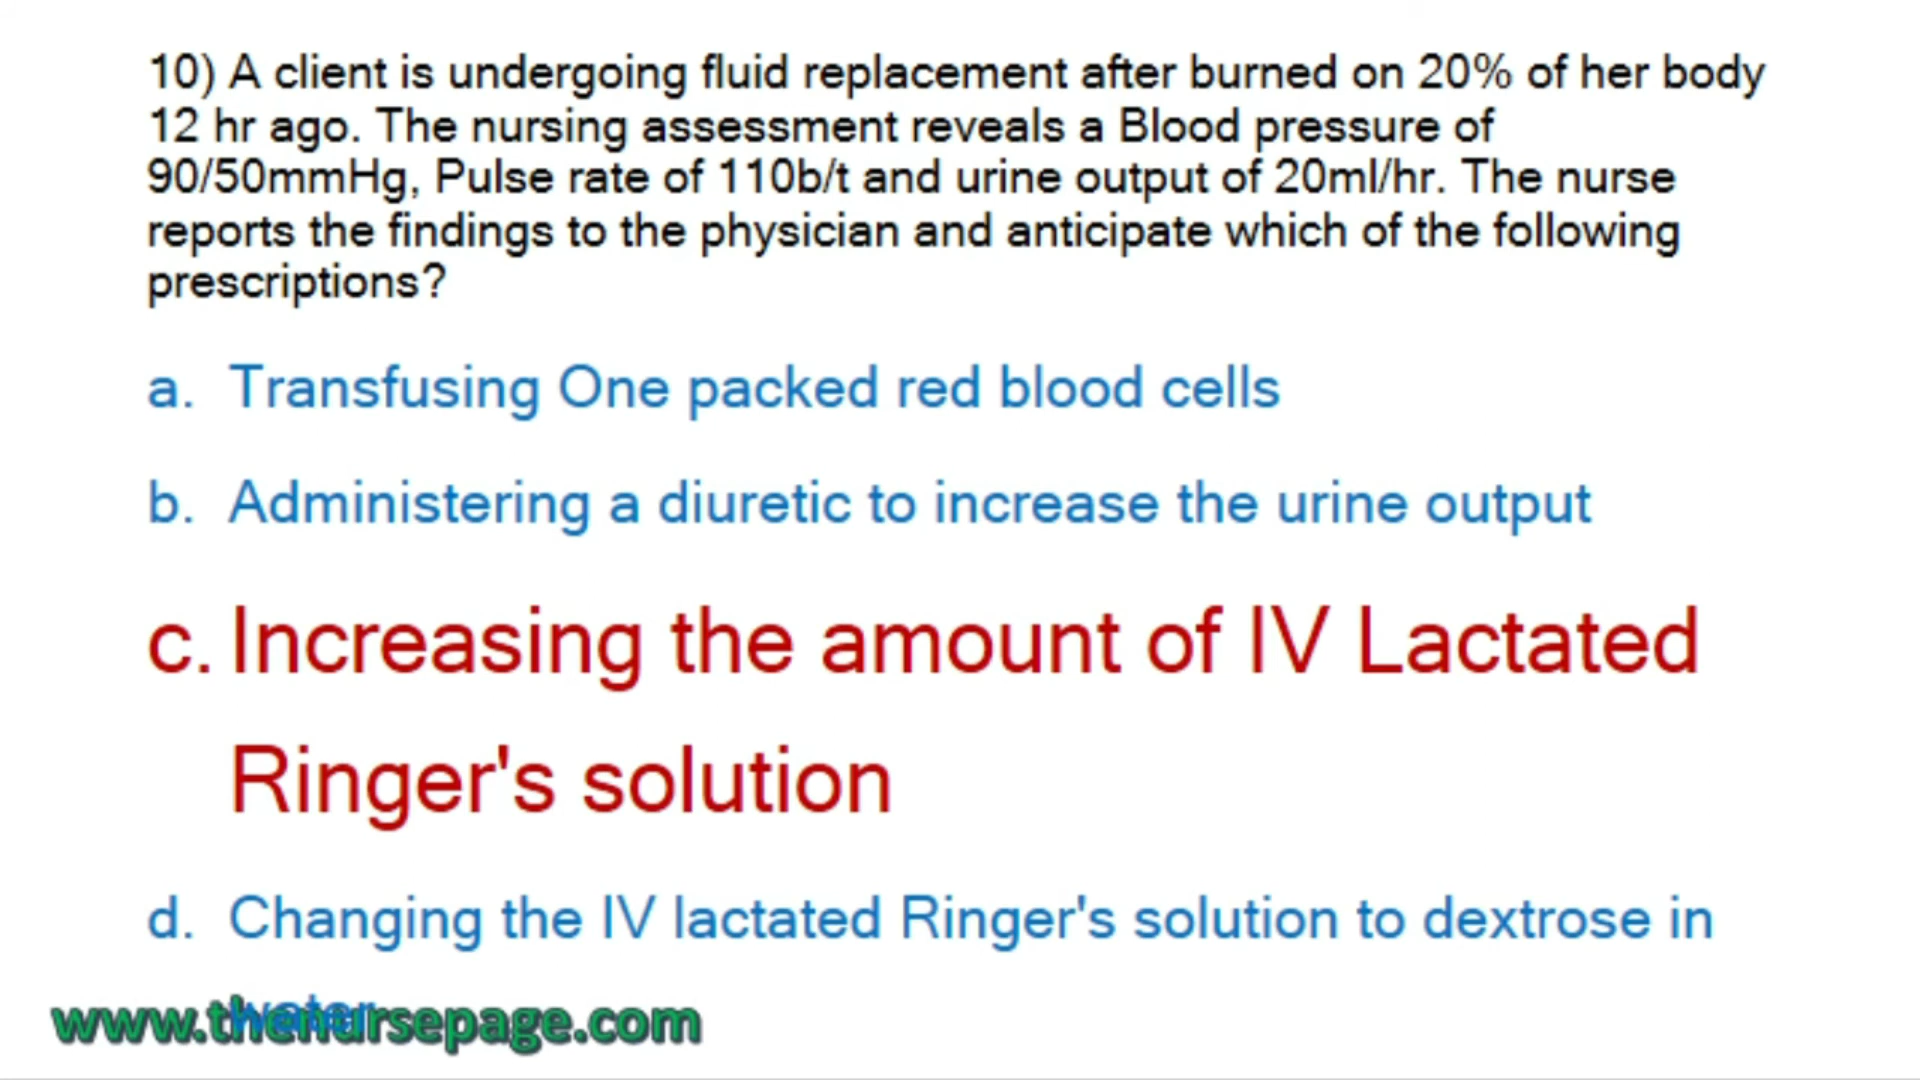 10) A client is undergoing fluid replacement after burned on 20% of her body
12 hr ago. The nursing assessment reveals a Blood pressure of
90/50mmHg, Pulse rate of 110b/t and urine output of 20ml/hr. The nurse
reports the findings to the physician and anticipate which of the following
prescriptions?
a. Transfusing One packed red blood cells
b. Administering a diuretic to increase the urine output
c. Increasing the amount of IV Lactated
Ringer's solution
d. Changing the IV lactated Ringer's solution to dextrose in
water
www.thenursepage.com